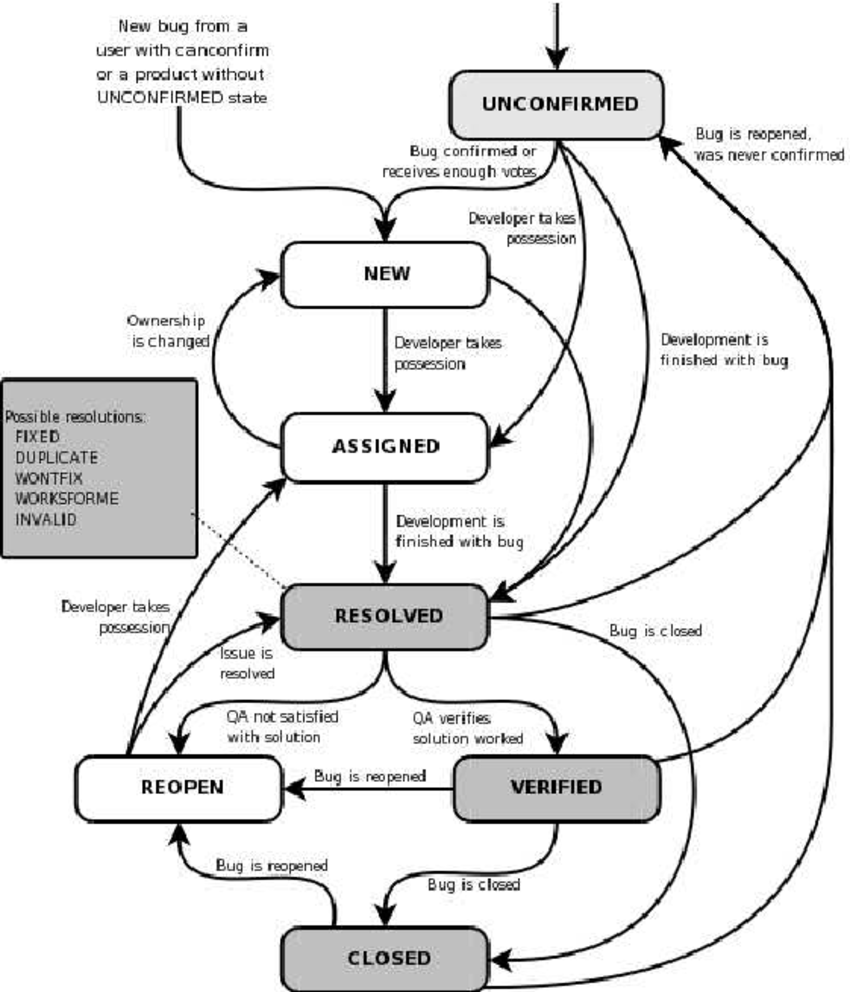 New bug from a
user with canconfirm
or a product without
UNCONFIRMED state
UNCONFIRMED
Bug is reopened,
was never confirmed
Bug confirmed or
receives enough votes
Developer takes
possession
NEW
Ownership
is changed
Developer takes
possession
Development is
finished with bug
Possible resolutions:
FIXED
DUPLICATE
WONTFIX
WORKSFORME
INVALID
ASSIGNED
Development is
finished with bug
Developer takes
possession
RESOLVED
Bug is closed
Issue is
resolved
QA not satisfied
with solution
QA verifies
solution worked
REOPEN
Bug is reopened
VERIFIED
Bug is reopened
Bug is closed
CLOSED